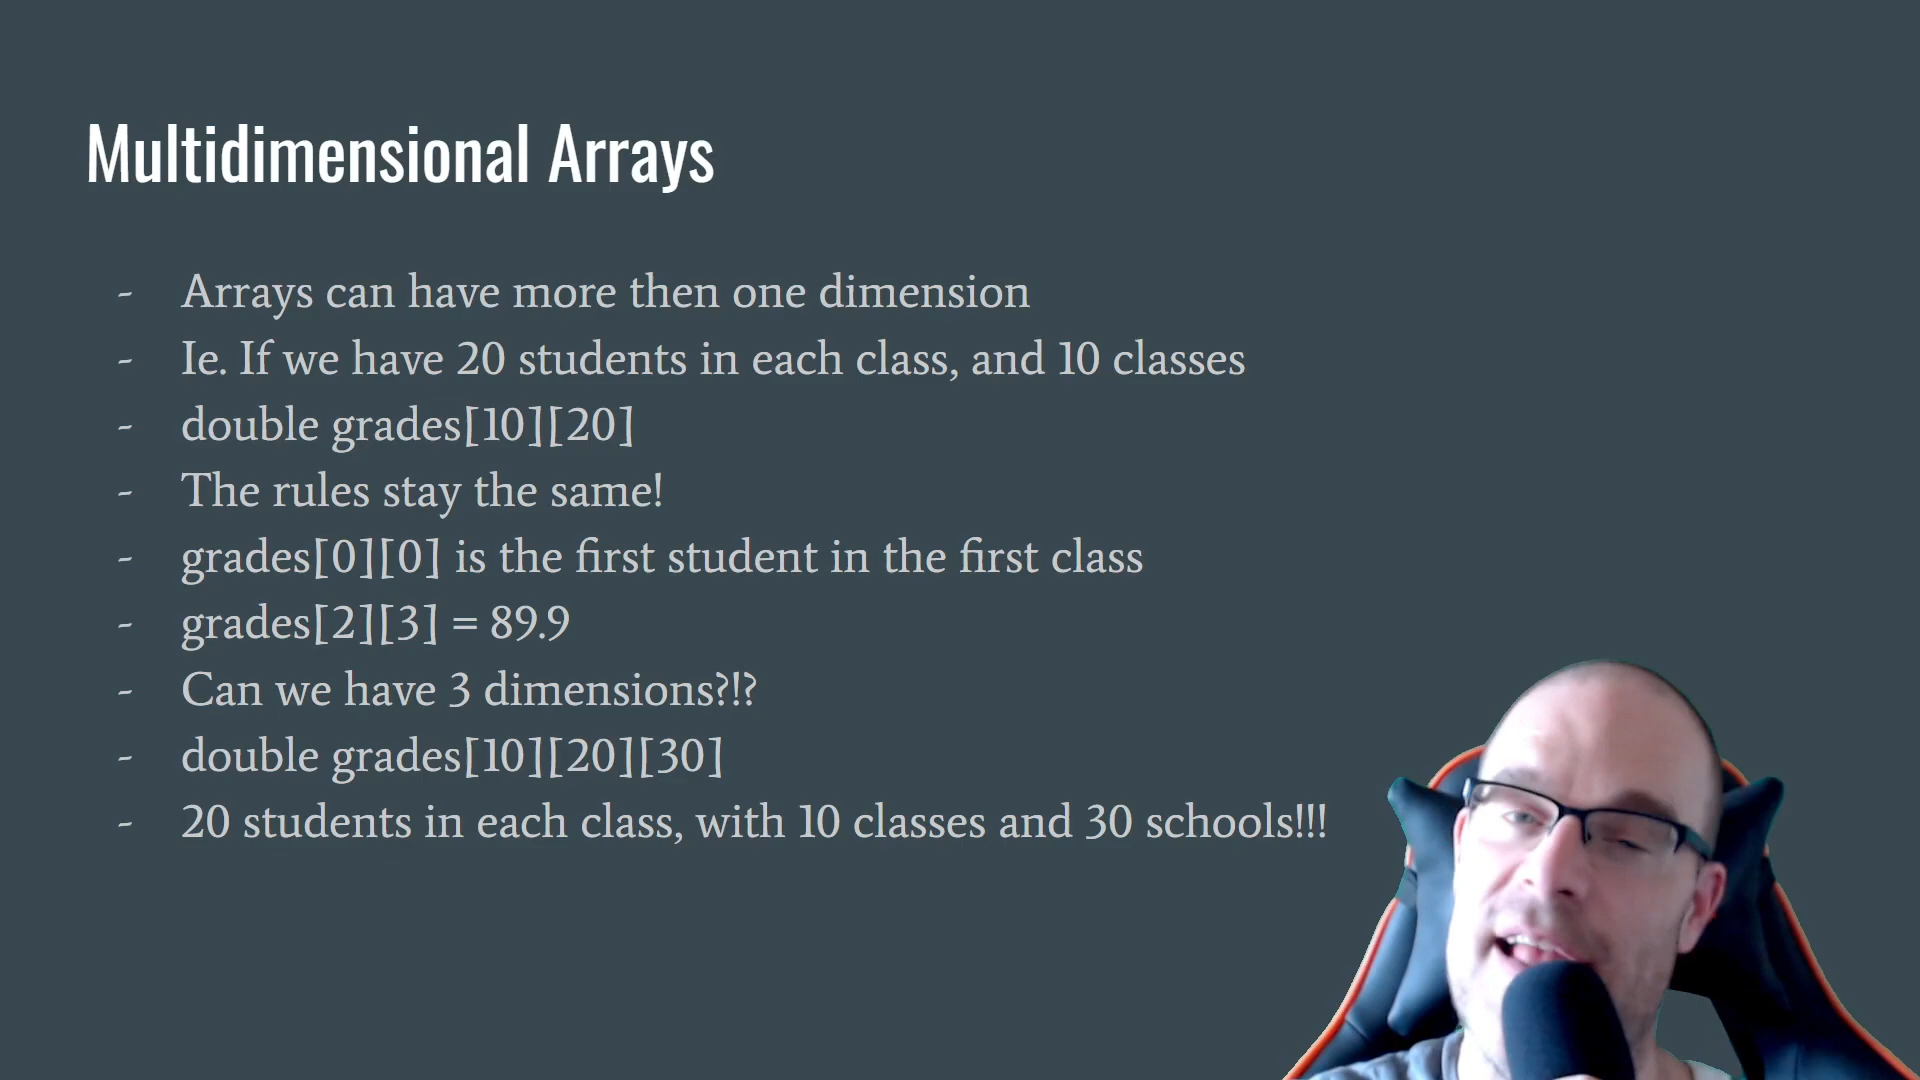 Multidimensional Arrays
- Arrays can have more then one dimension
- Ie. If we have 20 students in each class, and 10 classes
- double grades[10][20]
- The rules stay the same!
- grades[0][0] is the first student in the first class
- grades[2][3] = 89.9
- Can we have 3 dimensions?!?
- double grades[10][20][30]
- 20 students in each class, with 10 classes and 30 schools!!!